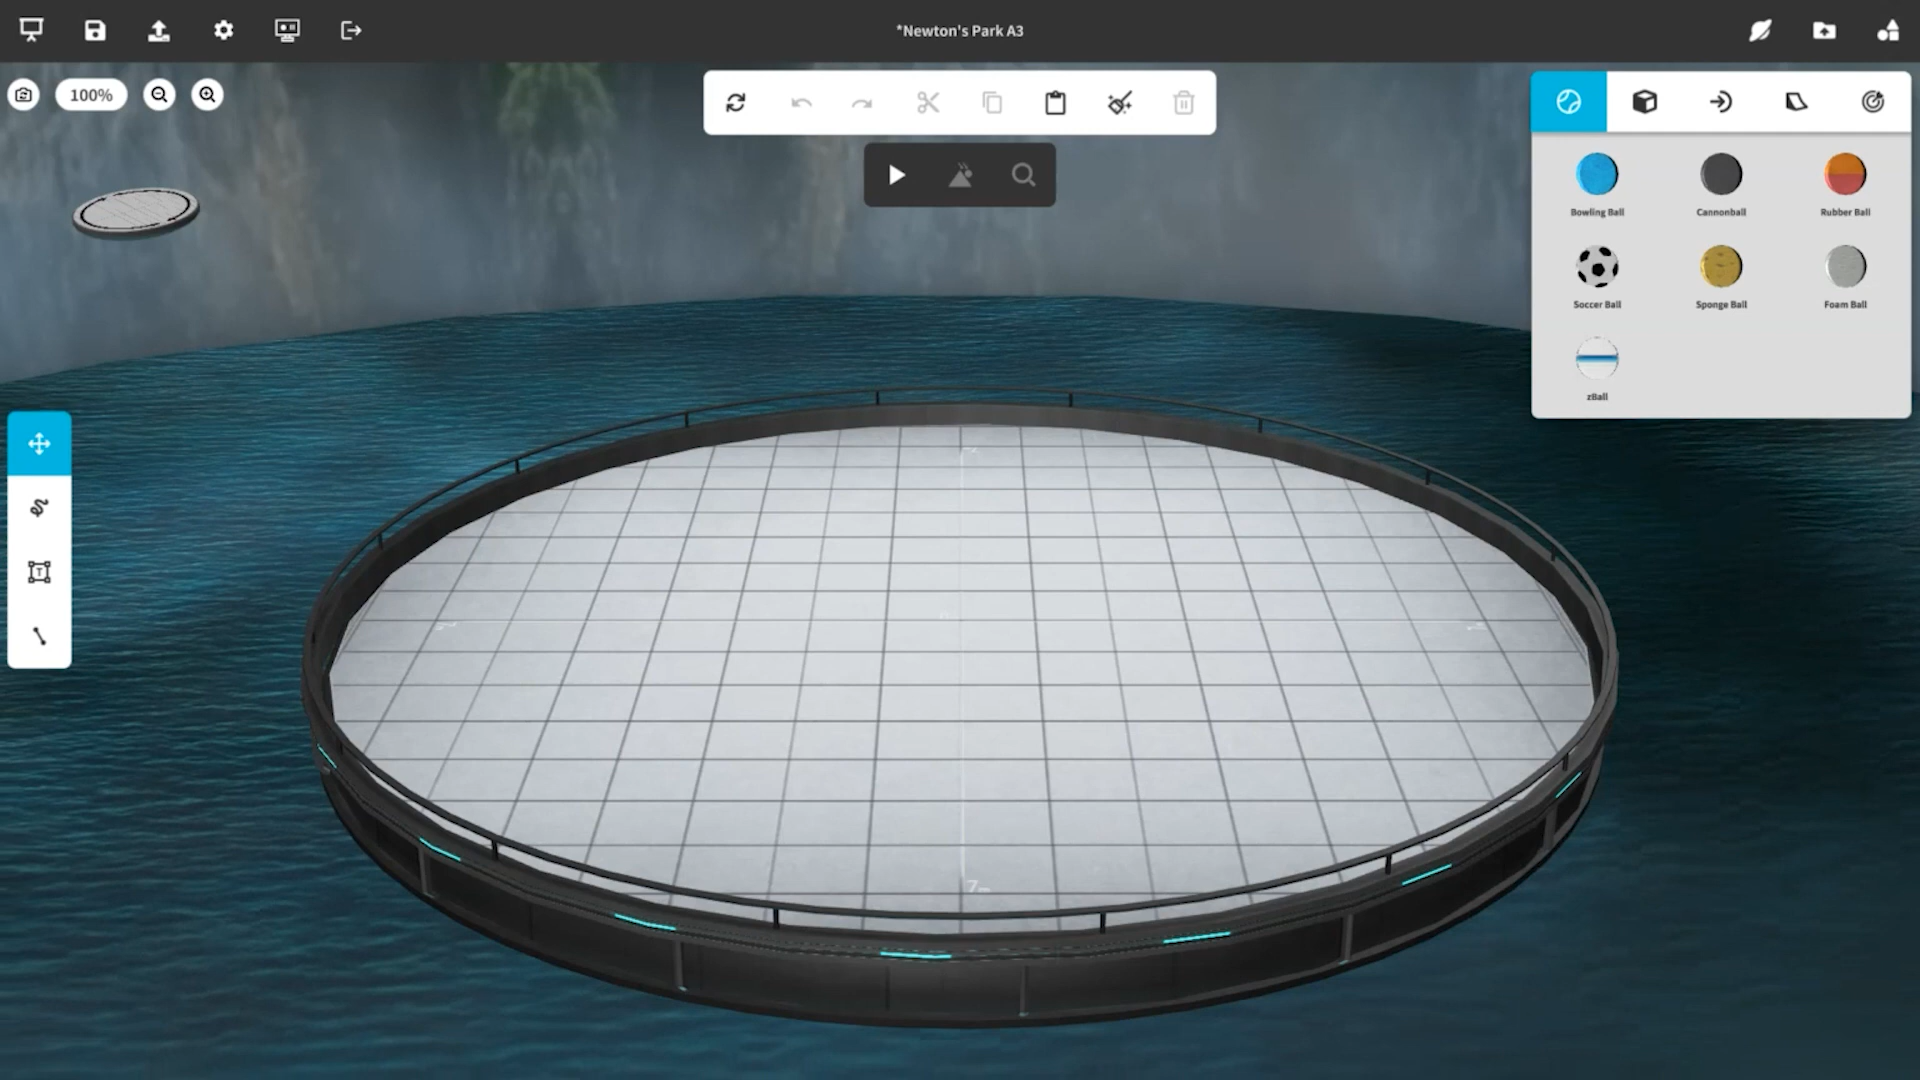 *Newton's Park A3
100%
Bowling Ball
Cannonball
Rubber Ball
Soccer Ball
Sponge Ball
Foam Ball
zBall
T